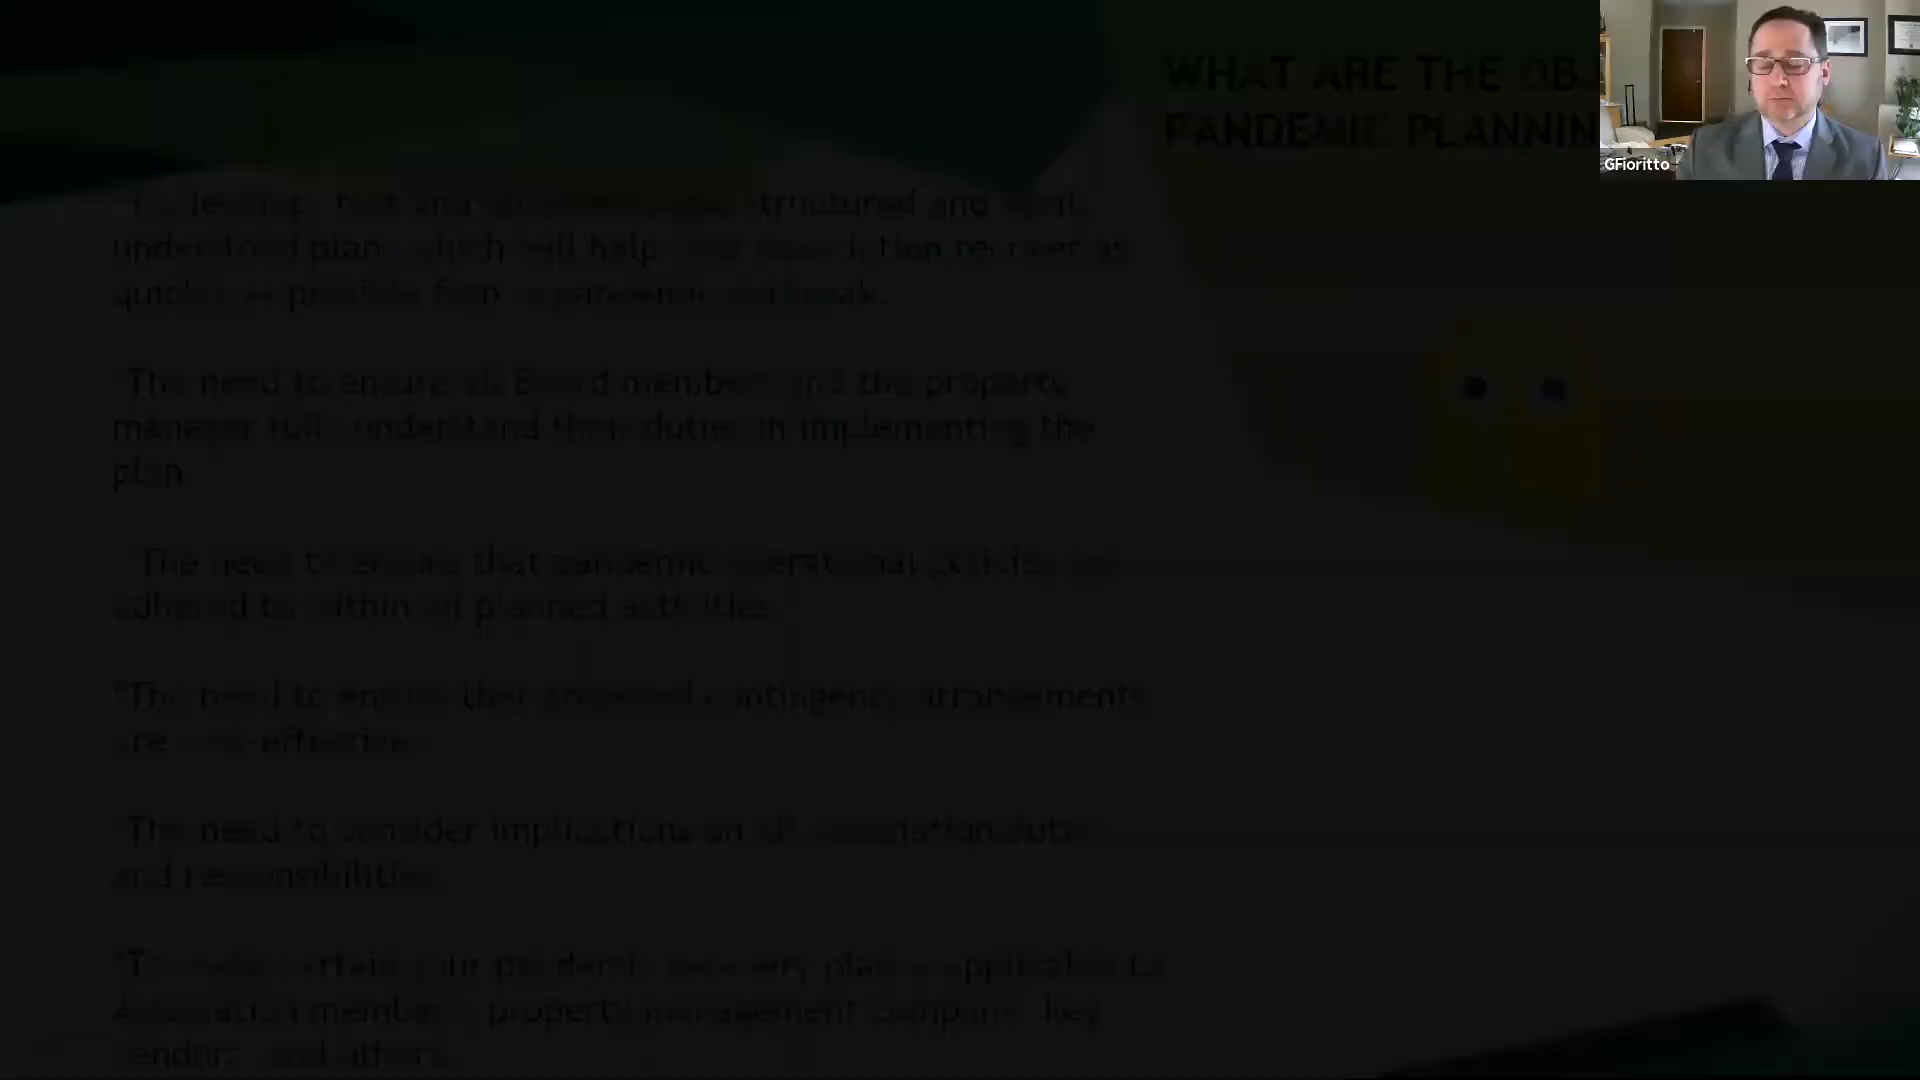 WHAT ARE THE OBJ
PANDEMIC PLANNIN
GFioritto
structured and
understood plans which will help your association recover as
quickly as possible from a pandemic outbreak.
The need to ensure all Board members and the property
manager fully understand their duties in implementing the
plan
The need to ensure that pandemic operational policies are
adhered to within all planned activities
*The need to ensure that proposed contingency arrangements
are cost-effective
The need to consider implications on all association duties
and responsibilities
*To make certain your pandemic recovery plan is applicable to
Association members, property management company, key
vendors, and others.